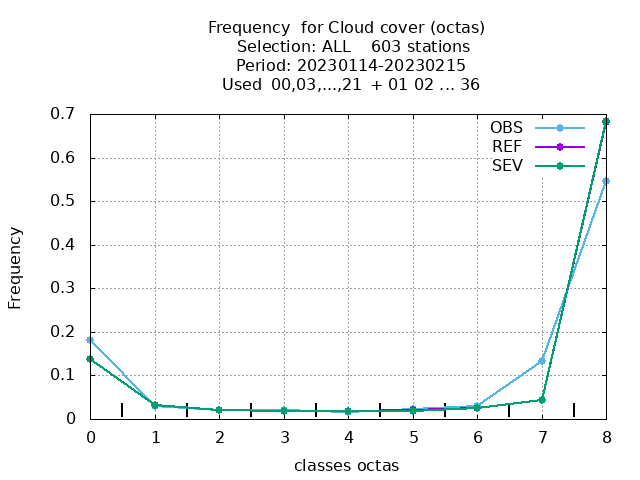 Frequency  for Cloud cover (octas)
Selection: ALL    603 stations
Period: 20230114-20230215
Used  00,03,...,21  + 01 02 ... 36
OBS
REF
SEV
Frequency
0.7
0.6
0.5
0.4
0.3
0.2
0.1
0
0 1 2 3 4 5 6 7 8
classes octas